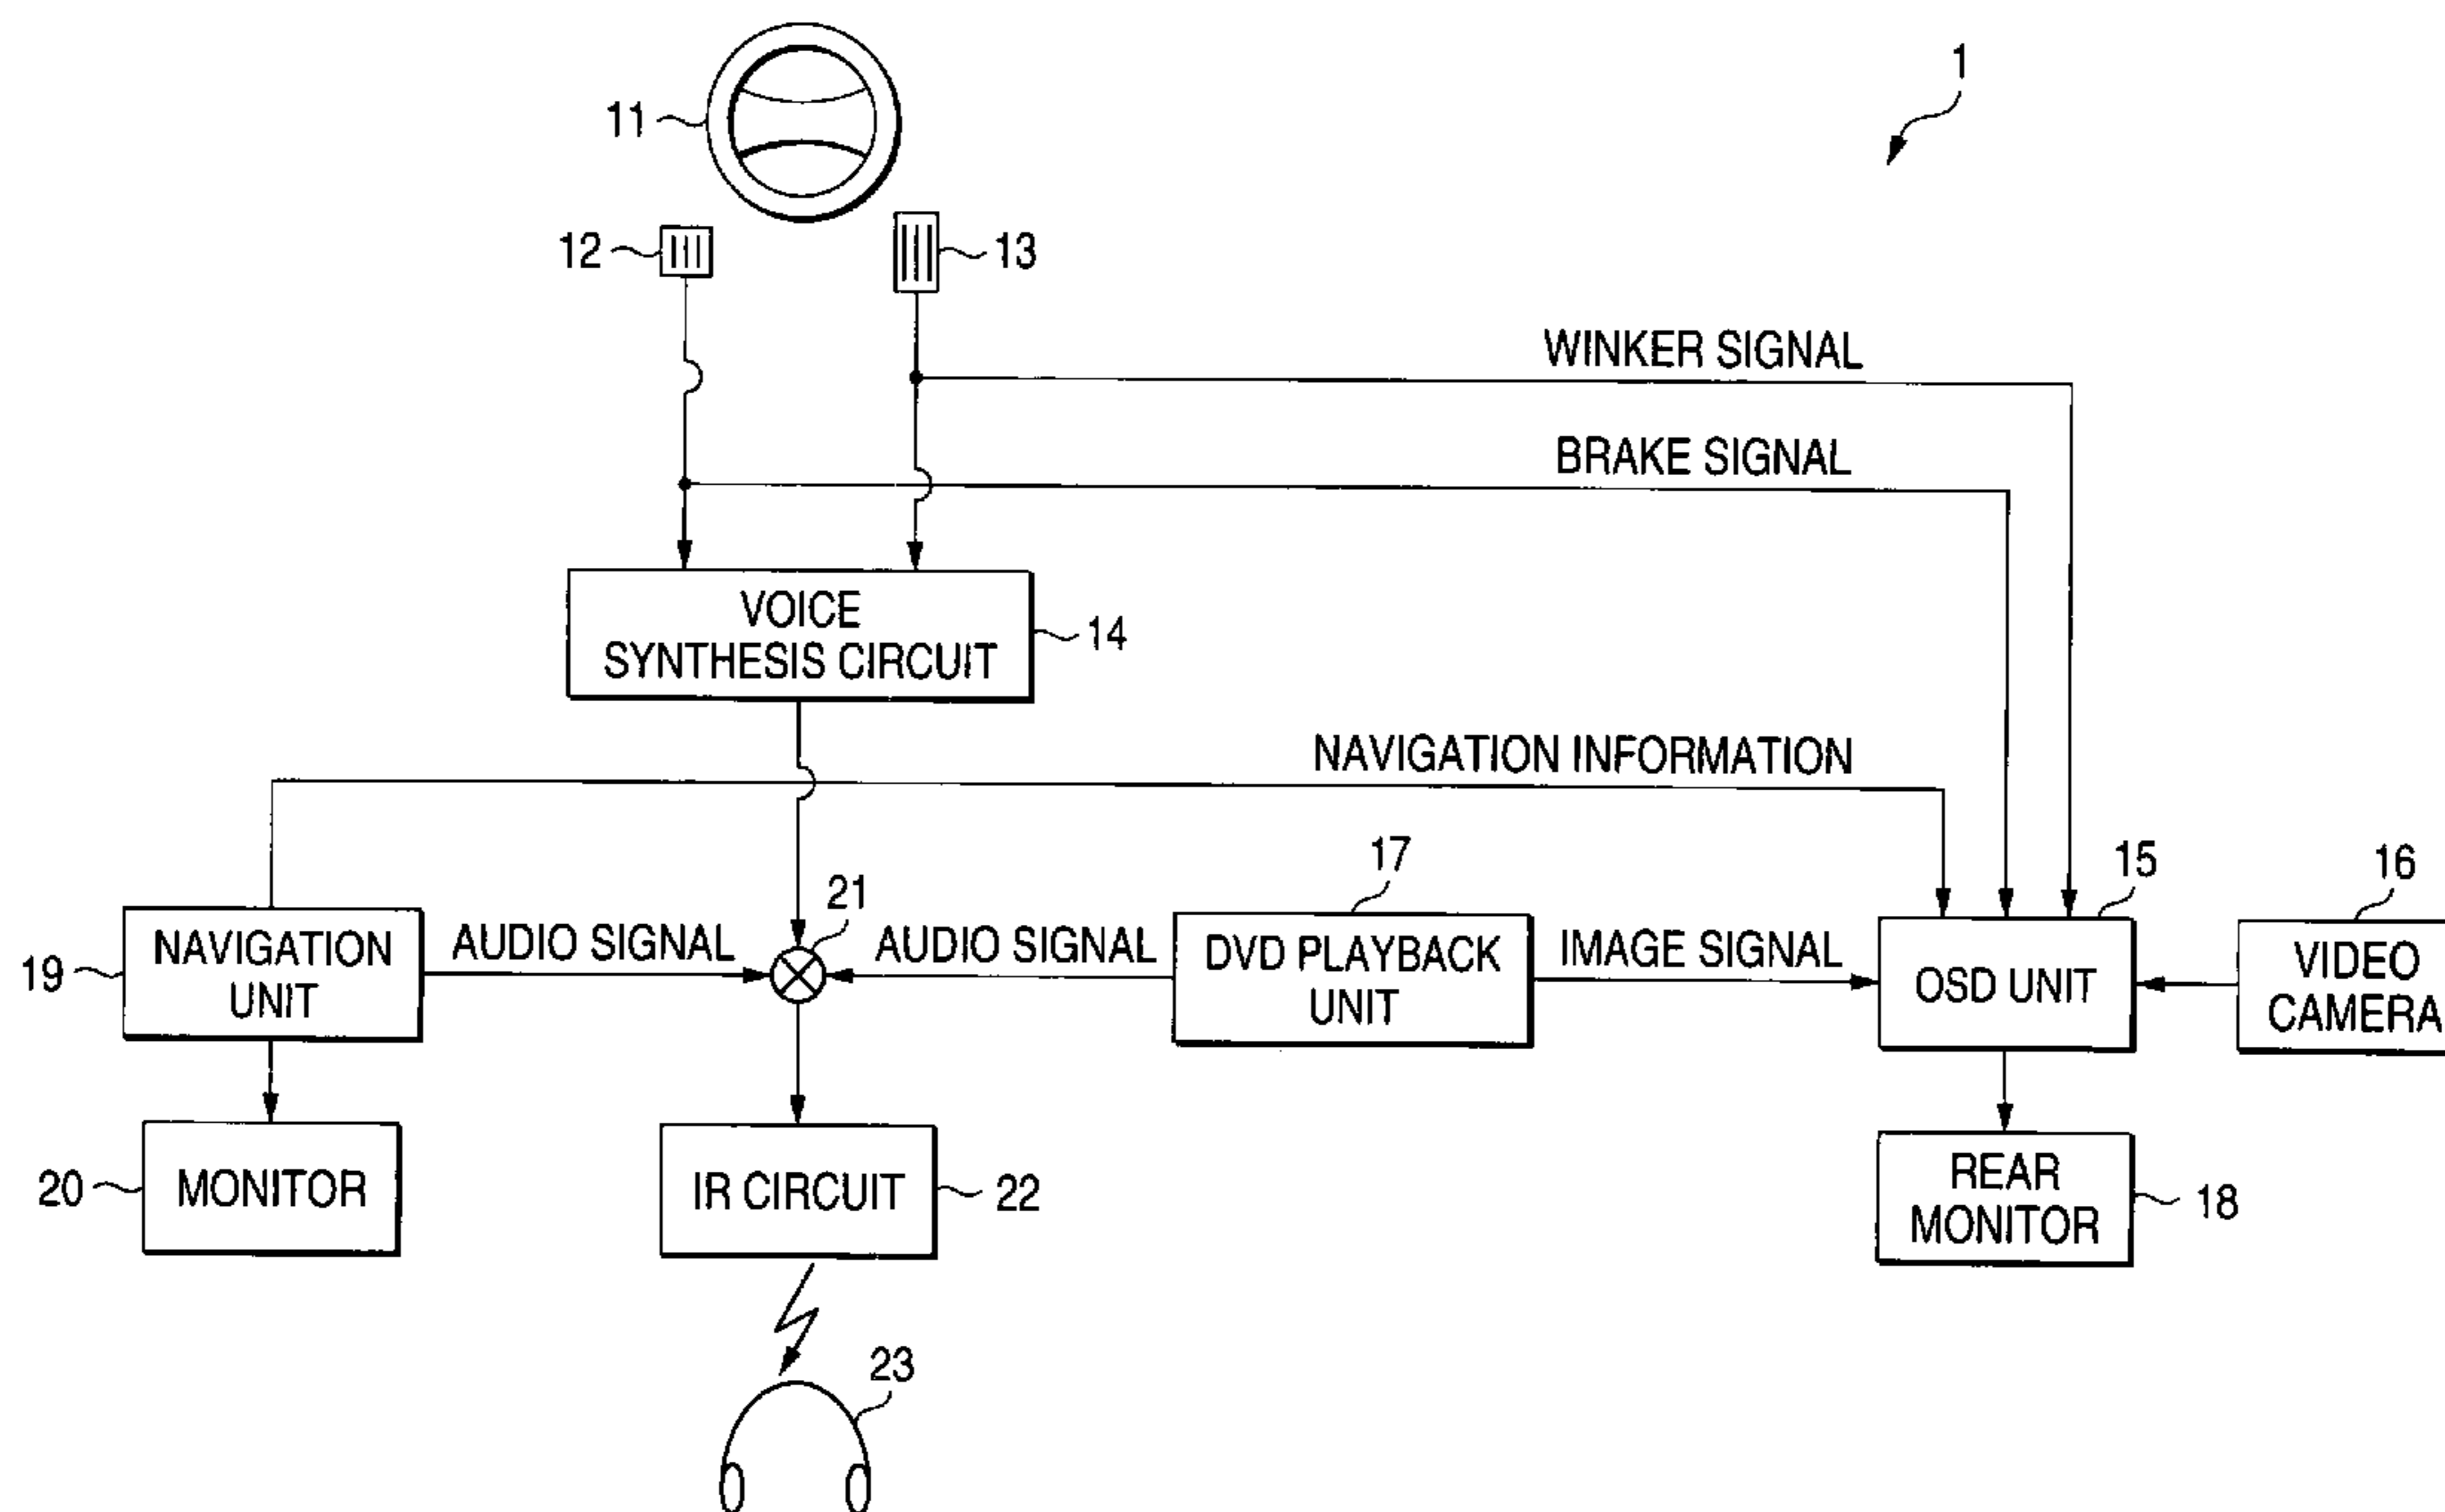 1
11
12
13
WINKER SIGNAL
BRAKE SIGNAL
VOICE
SYNTHESIS CIRCUIT
14
NAVIGATION INFORMATION
17
15
16
21
19
NAVIGATION
UNIT
AUDIO SIGNAL
AUDIO SIGNAL
DVD PLAYBACK
UNIT
IMAGE SIGNAL
OSD UNIT
VIDEO
CAMERA
20
MONITOR
IR CIRCUIT
22
REAR
MONITOR
18
23